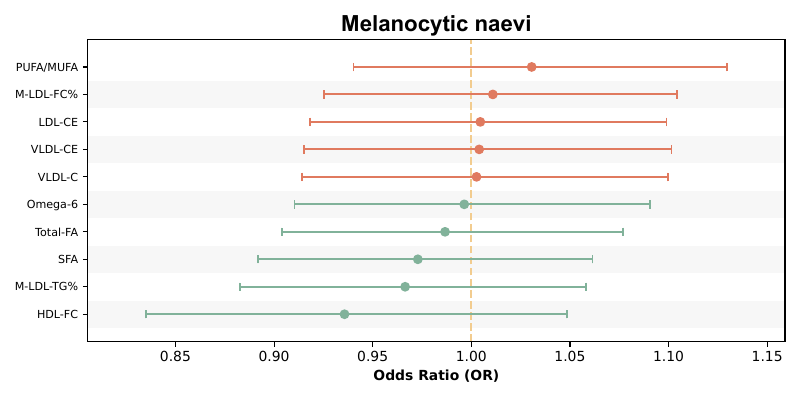 Melanocytic naevi
PUFA/MUFA
M-LDL-FC%
LDL-CE
VLDL-CE
VLDL-C
Omega-6
Total-FA
SFA
M-LDL-TG%
HDL-FC
0.85 0.90 0.95 1.00 1.05 1.10 1.15
Odds Ratio (OR)